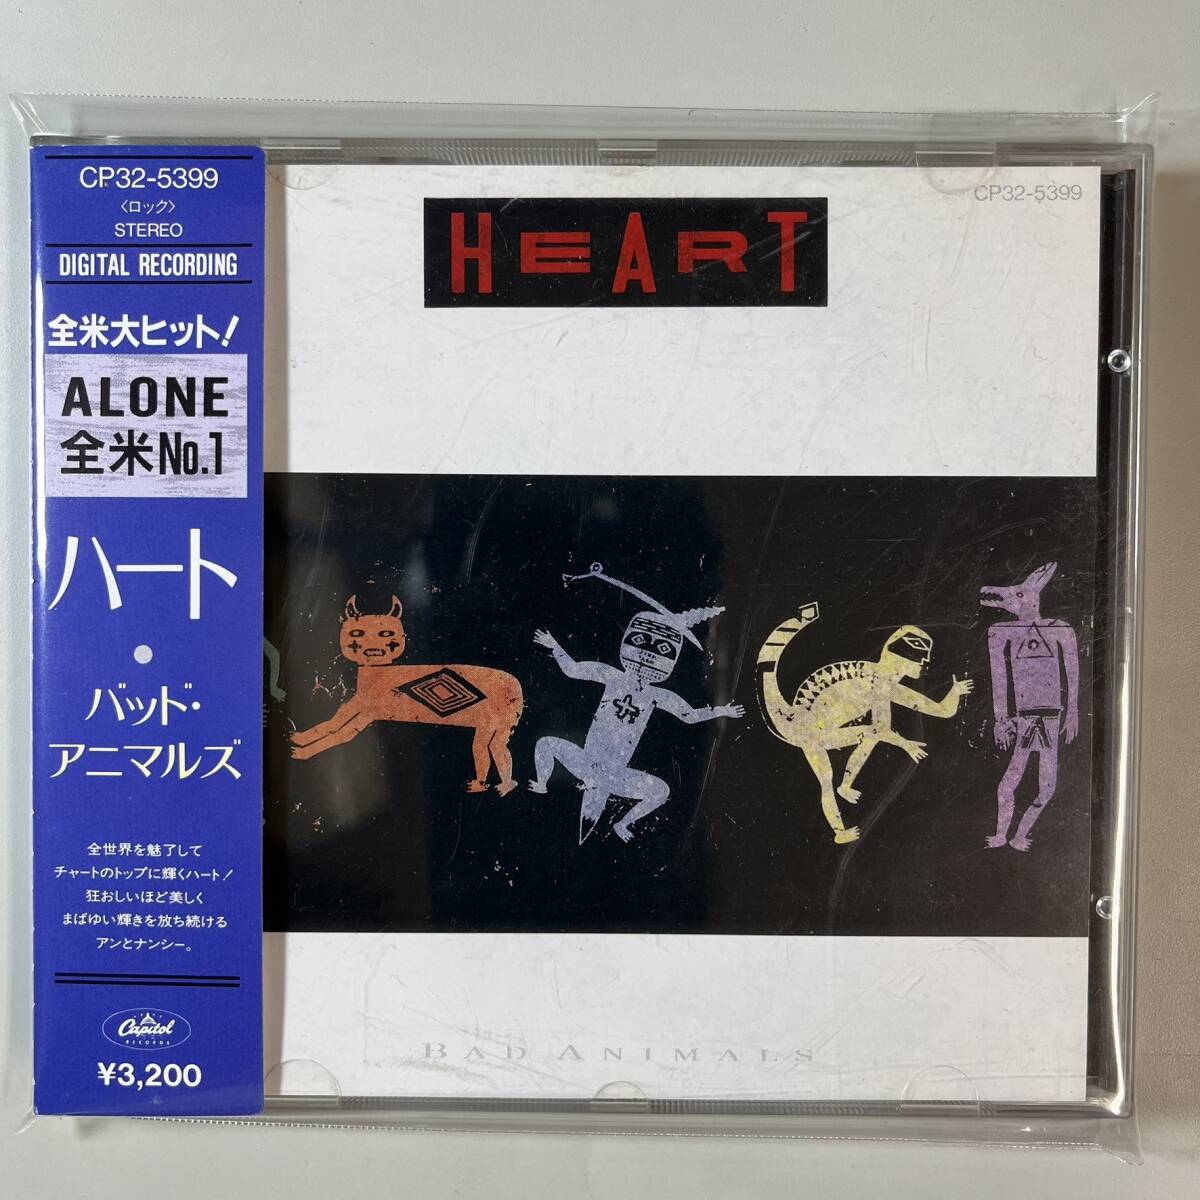 CP32-5399
〈ロック〉
STEREO
DIGITAL RECORDING
全米大ヒット!
ALONE
全米No.1
ハート
・
バッド・
アニマルズ
全世界を魅了して
チャートのトップに輝くハート!
狂おしいほど美しく
まばゆい輝きを放ち続ける
アンとナンシー。
Capitol
RECORDS
¥3,200
CP32-5399
HEART
BAD ANIMALS